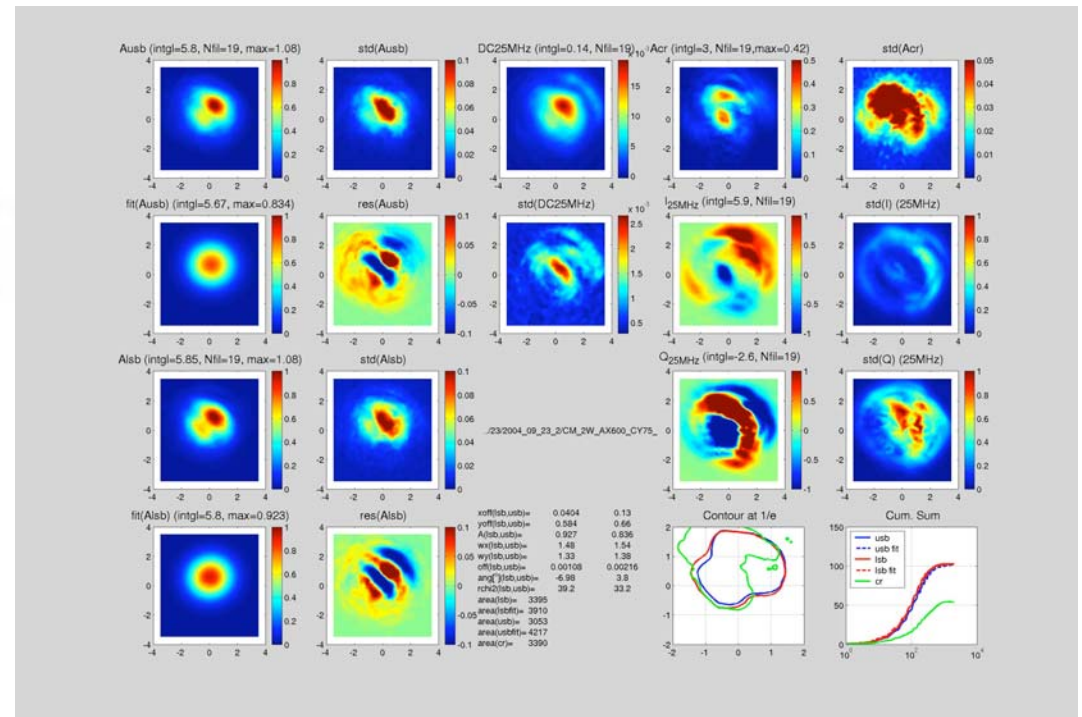 Ausb (intgl=5.8, Nfil=19, max=1.08)
std(Ausb)
DC25MHz (intgl=0.14, Nfil=19)
Acr (intgl=3, Nfil=19,max=0.42)
std(Acr)
fit(Ausb) (intgl=5.67, max=0.834)
res(Ausb)
std(DC25MHz)
I25MHz (intgl=5.9, Nfil=19)
std(I) (25MHz)
Alsb (intgl=5.85, Nfil=19, max=1.08)
std(Alsb)
../23/2004_09_23_2/CM_2W_AX600_CY75_
Q25MHz (intgl=-2.6, Nfil=19)
std(Q) (25MHz)
fit(Alsb) (intgl=5.8, max=0.923)
res(Alsb)
xoff(lsb,usb)= 0.0404 0.13
yoff(lsb,usb)= 0.584 0.66
A(lsb,usb)= 0.927 0.836
wx(lsb,usb)= 1.48 1.54
wy(lsb,usb)= 1.33 1.38
off(lsb,usb)= 0.00108 0.00216
ang[°](lsb,usb)= -6.98 3.8
rchi2(lsb,usb)= 39.2 33.2
area(lsb)= 3395
area(lsbfit)= 3910
area(usb)= 3053
area(usbfit)= 4217
area(cr)= 3390
Contour at 1/e
Cum. Sum
usb
usb fit
lsb
lsb fit
cr